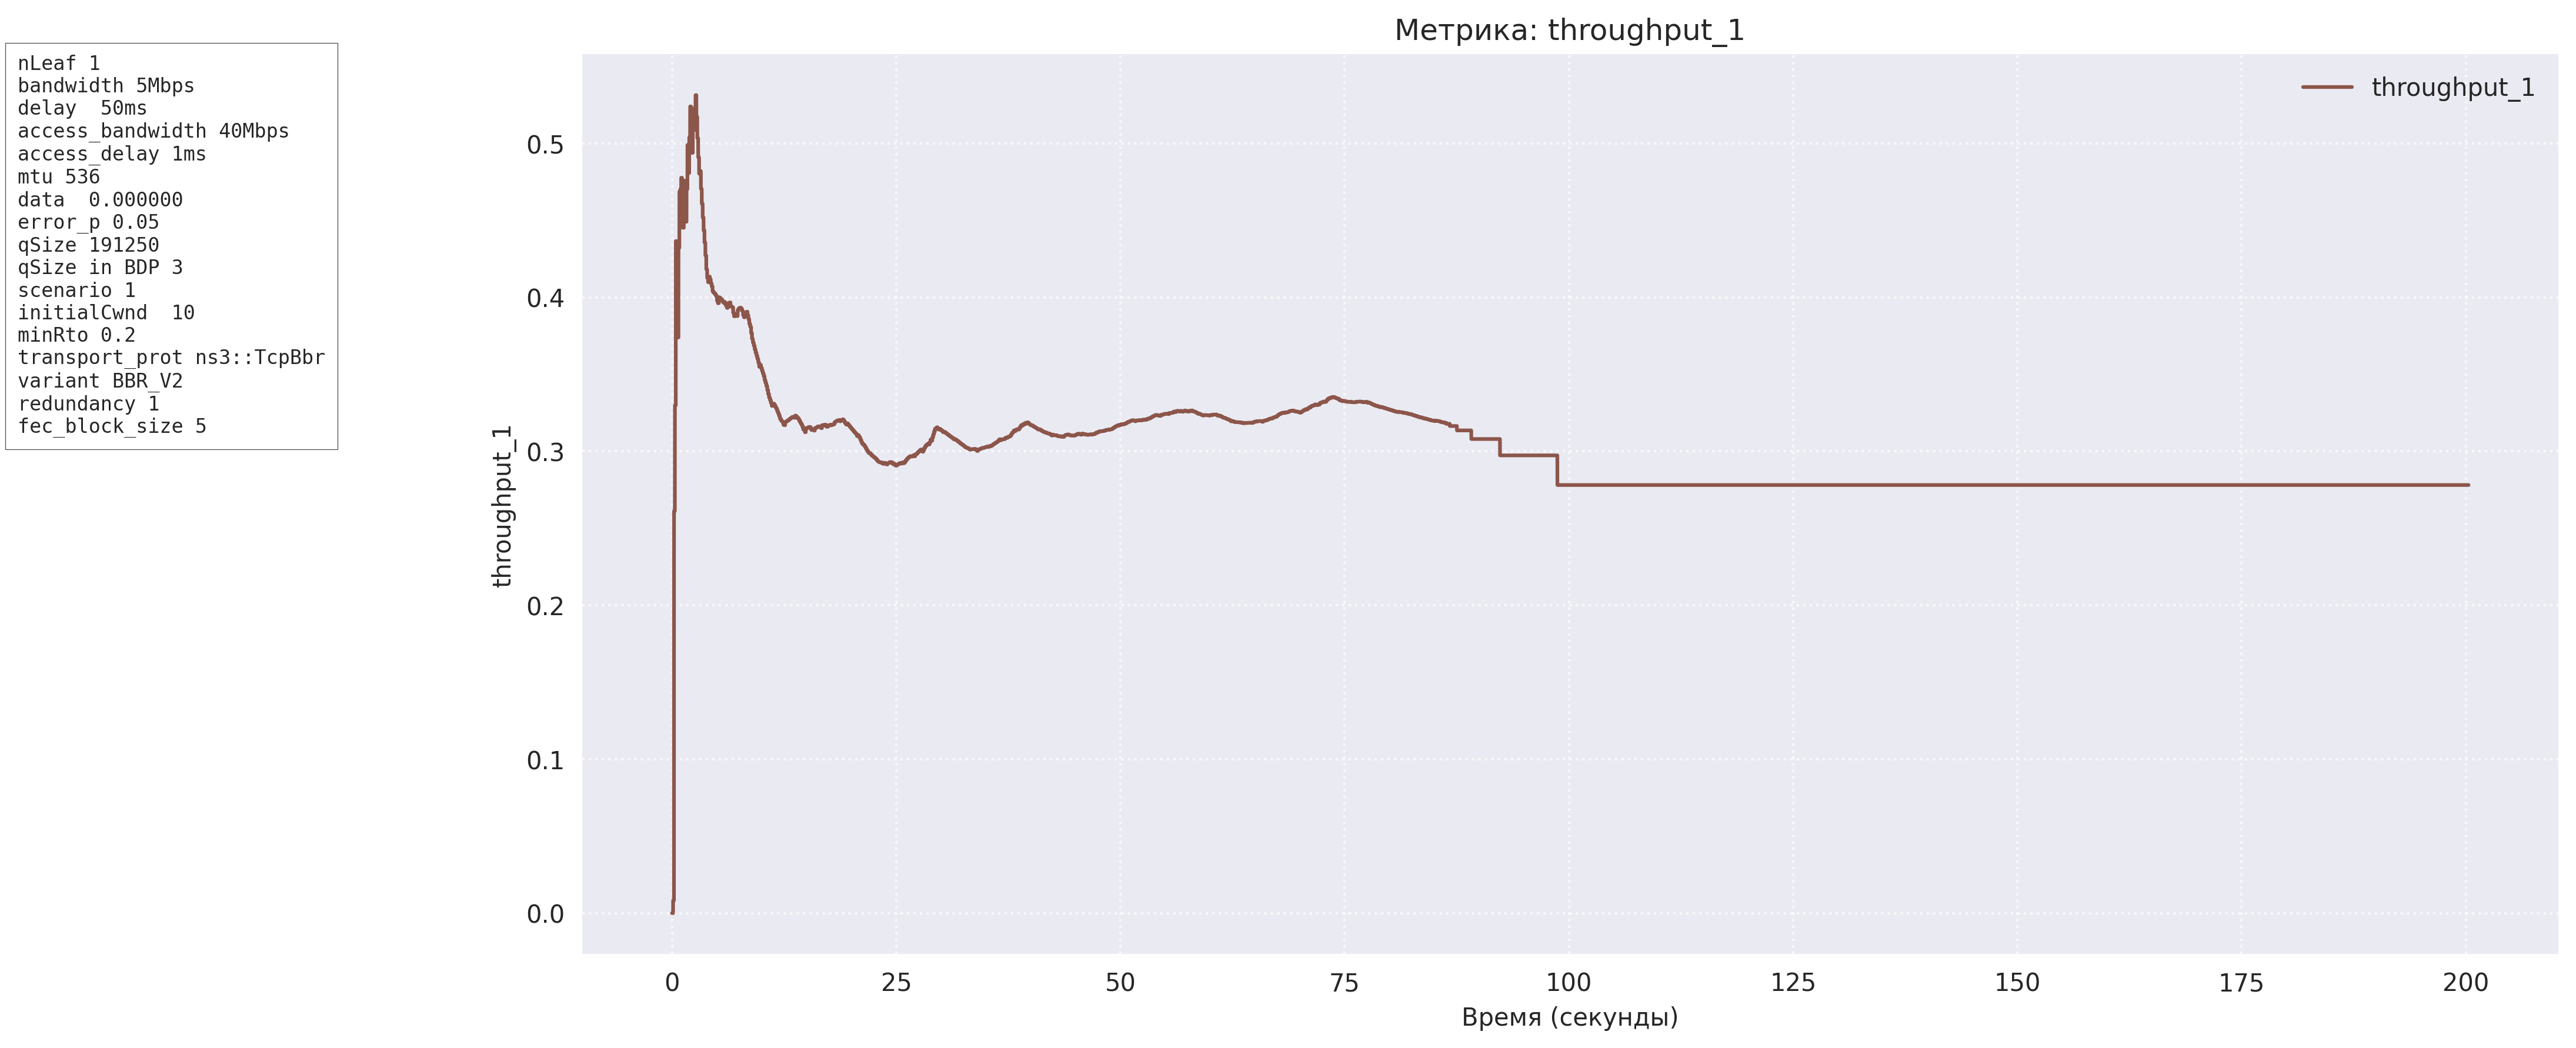 Метрика: throughput_1
nLeaf 1
bandwidth 5Mbps
delay  50ms
access_bandwidth 40Mbps
access_delay 1ms
mtu 536
data  0.000000
error_p 0.05
qSize 191250
qSize in BDP 3
scenario 1
initialCwnd  10
minRto 0.2
transport_prot ns3::TcpBbr
variant BBR_V2
redundancy 1
fec_block_size 5
throughput_1
throughput_1
0.5
0.4
0.3
0.2
0.1
0.0
0 25 50 75 100 125 150 175 200
Время (секунды)